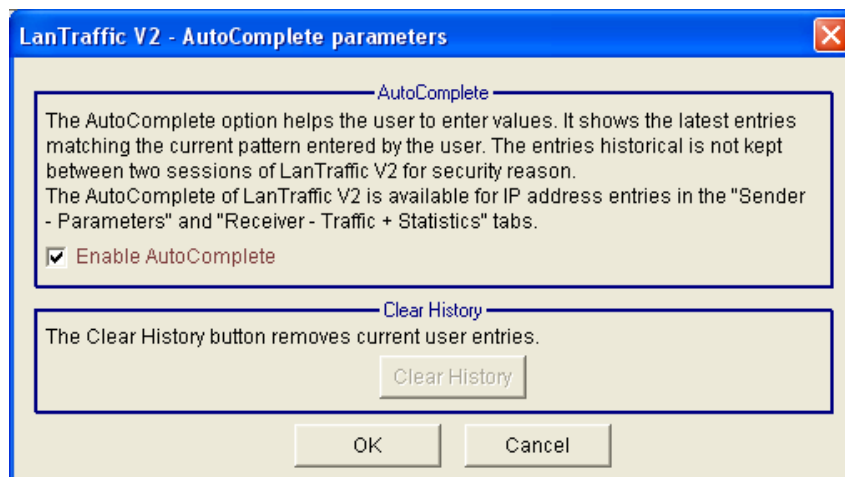 LanTraffic V2 - AutoComplete parameters
AutoComplete
The AutoComplete option helps the user to enter values. It shows the latest entries
matching the current pattern entered by the user. The entries historical is not kept
between two sessions of LanTraffic V2 for security reason.
The AutoComplete of LanTraffic V2 is available for IP address entries in the "Sender
- Parameters" and "Receiver - Traffic + Statistics" tabs.
Enable AutoComplete
Clear History
The Clear History button removes current user entries.
Clear History
OK Cancel